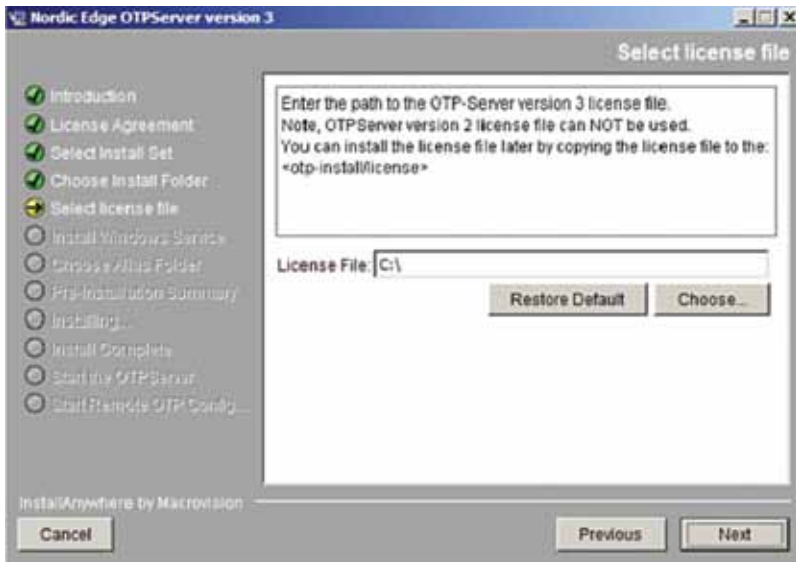 Nordic Edge OTPServer version 3
Select license file
Introduction
License Agreement
Select Install Set
Choose Install Folder
Select license file
Install Windows Service
Choose Alias Folder
Pre-Installation Summary
Installing...
Install Complete
Start the OTPServer
Start Remote OTP Config...
Enter the path to the OTP-Server version 3 license file.
Note, OTPServer version 2 license file can NOT be used.
You can install the license file later by copying the license file to the:
<otp-install/license>
License File: C:\
Restore Default Choose...
InstallAnywhere by Macrovision
Cancel Previous Next